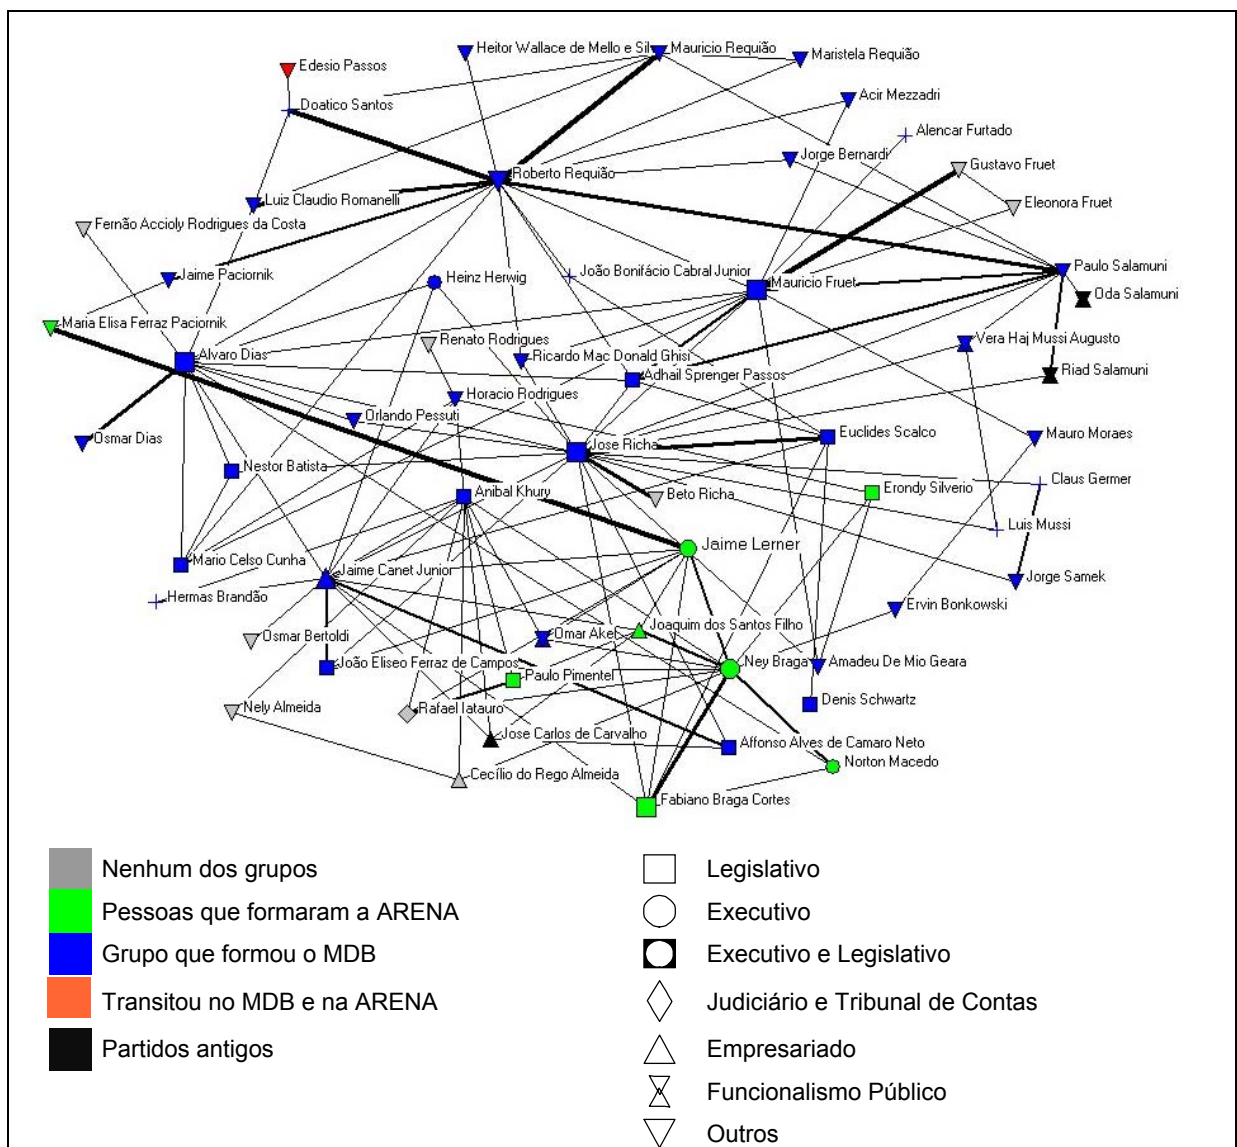 Heitor Wallace de Mello e Sil
Mauricio Requião
Maristela Requião
Edesio Passos
Doatico Santos
Acir Mezzadri
Alencar Furtado
Jorge Bernardi
Gustavo Fruet
Roberto Requião
Luiz Claudio Romanelli
Eleonora Fruet
Fernão Accioly Rodrigues da Costa
Jaime Paciornik
Heinz Herwig
João Bonifácio Cabral Junior
Mauricio Fruet
Paulo Salamuni
Oda Salamuni
Maria Elisa Ferraz Paciornik
Renato Rodrigues
Vera Haj Mussi Augusto
Alvaro Dias
Ricardo Mac Donald Ghisi
Riad Salamuni
Adhail Sprenger Passos
Horacio Rodrigues
Orlando Pessuti
Osmar Dias
Euclides Scalco
Mauro Moraes
Jose Richa
Nestor Batista
Claus Germer
Anibal Khury
Beto Richa
Erondy Silverio
Luis Mussi
Jaime Lerner
Mario Celso Cunha
Jaime Canet Junior
Jorge Samek
Hermas Brandão
Ervin Bonkowski
Osmar Bertoldi
Omar Akel
Joaquim dos Santos Filho
João Eliseo Ferraz de Campos
Ney Braga
Amadeu De Mio Geara
Paulo Pimentel
Denis Schwartz
Nely Almeida
Rafael Iatauro
Jose Carlos de Carvalho
Affonso Alves de Camaro Neto
Norton Macedo
Cecílio do Rego Almeida
Fabiano Braga Cortes
Nenhum dos grupos
Pessoas que formaram a ARENA
Grupo que formou o MDB
Transitou no MDB e na ARENA
Partidos antigos
Legislativo
Executivo
Executivo e Legislativo
Judiciário e Tribunal de Contas
Empresariado
Funcionalismo Público
Outros